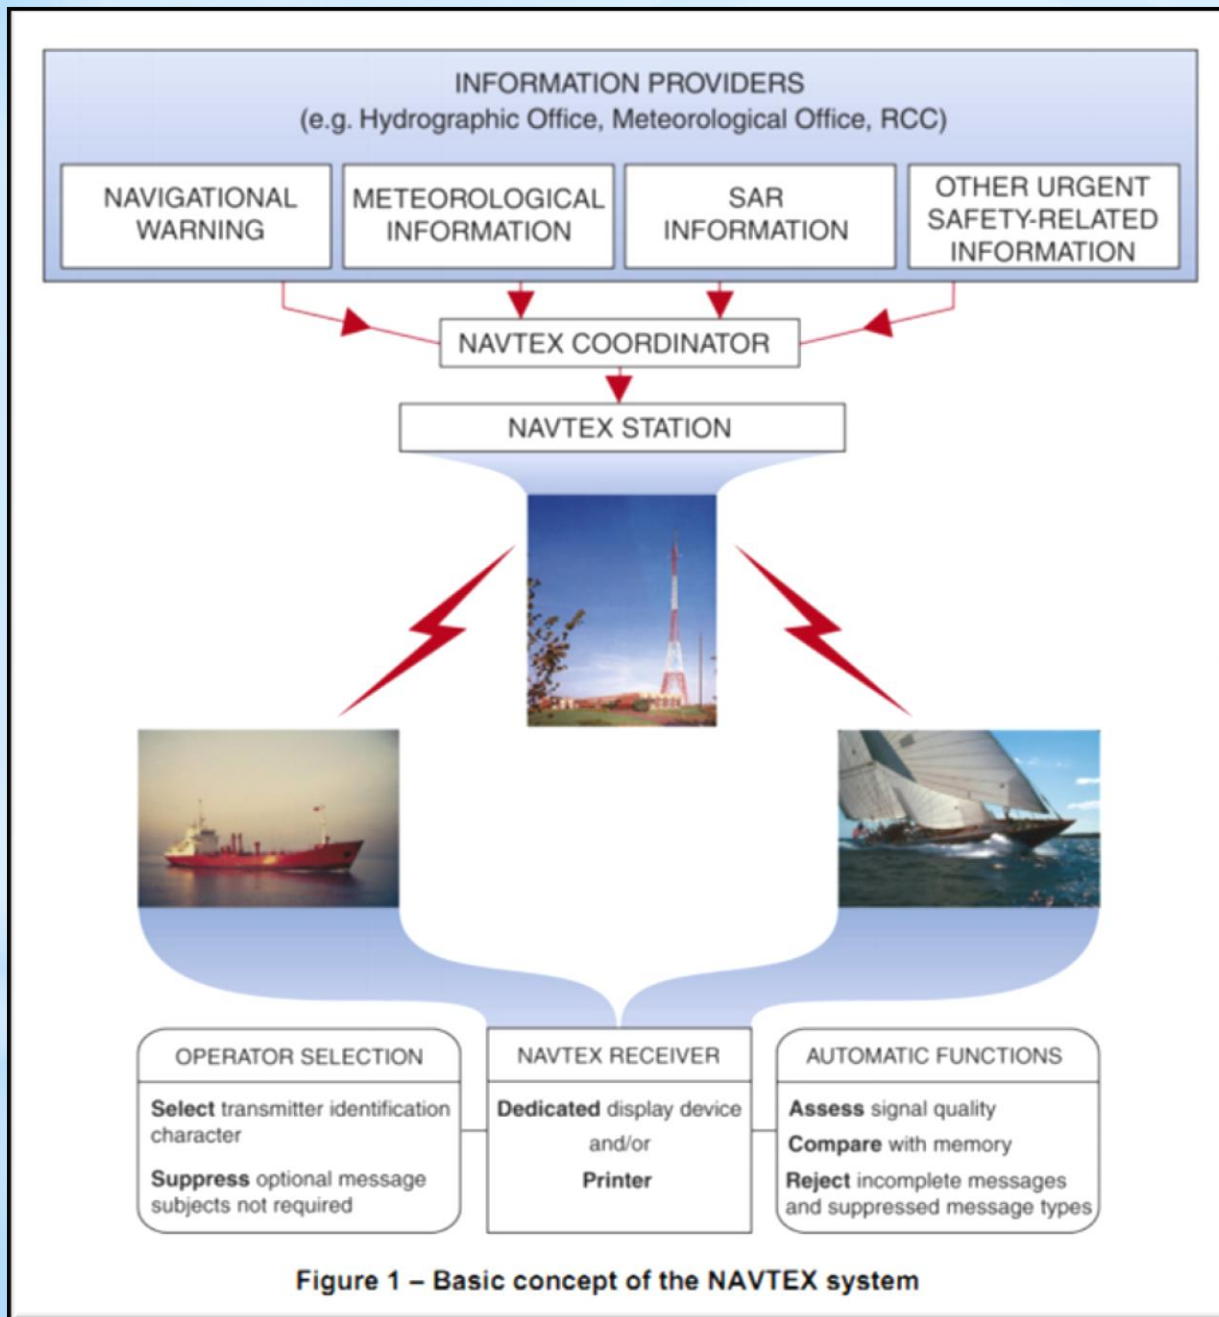 INFORMATION PROVIDERS
(e.g. Hydrographic Office, Meteorological Office, RCC)
NAVIGATIONAL
WARNING
METEOROLOGICAL
INFORMATION
SAR
INFORMATION
OTHER URGENT
SAFETY-RELATED
INFORMATION
NAVTEX COORDINATOR
NAVTEX STATION
OPERATOR SELECTION
Select transmitter identification
character
Suppress optional message
subjects not required
NAVTEX RECEIVER
Dedicated display device
and/or
Printer
AUTOMATIC FUNCTIONS
Assess signal quality
Compare with memory
Reject incomplete messages
and suppressed message types
Figure 1 – Basic concept of the NAVTEX system